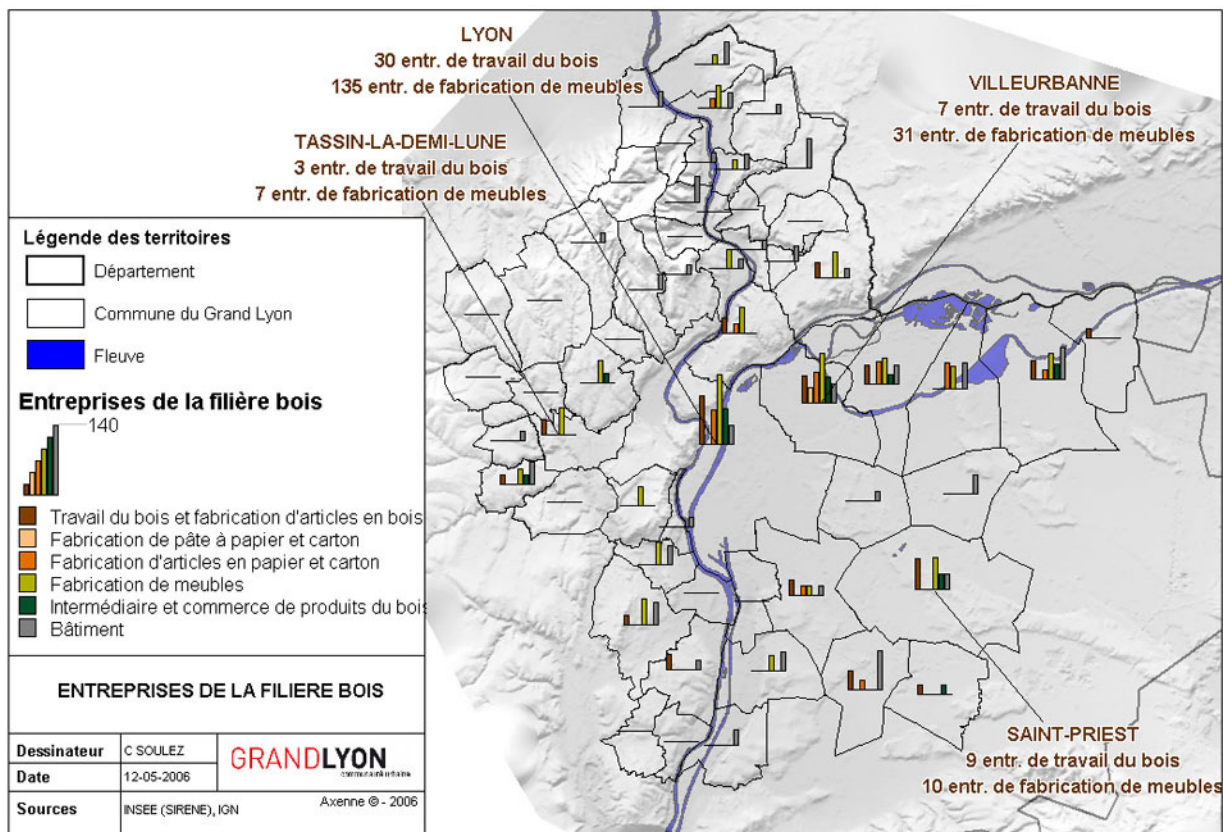 LYON
30 entr. de travail du bois
135 entr. de fabrication de meubles
VILLEURBANNE
7 entr. de travail du bois
31 entr. de fabrication de meubles
TASSIN-LA-DEMI-LUNE
3 entr. de travail du bois
7 entr. de fabrication de meubles
Légende des territoires
Département
Commune du Grand Lyon
Fleuve
Entreprises de la filière bois
140
Travail du bois et fabrication d'articles en bois
Fabrication de pâte à papier et carton
Fabrication d'articles en papier et carton
Fabrication de meubles
Intermédiaire et commerce de produits du bois
Bâtiment
ENTREPRISES DE LA FILIERE BOIS
Dessinateur C SOULEZ
Date 12-05-2006
GRANDLYON
communauté urbaine
Sources INSEE (SIRENE), IGN
Axenne © - 2006
SAINT-PRIEST
9 entr. de travail du bois
10 entr. de fabrication de meubles